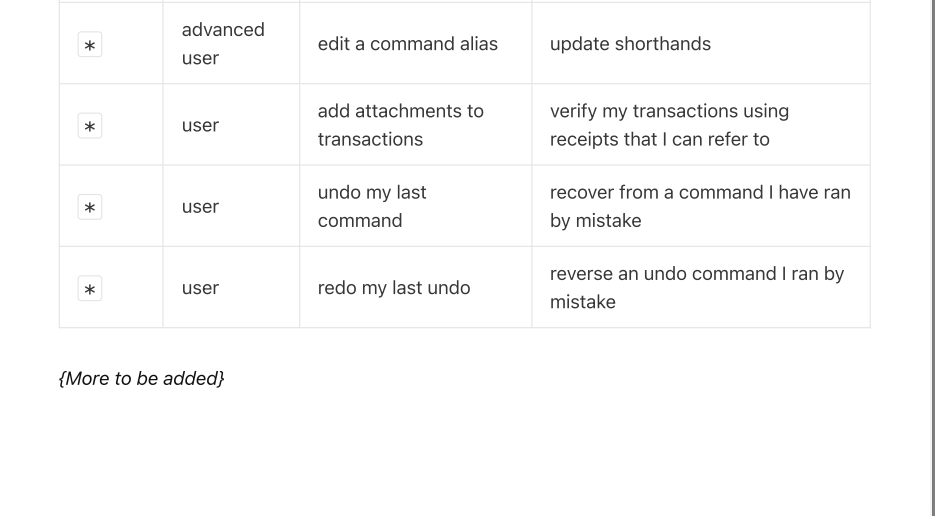 * advanced user edit a command alias update shorthands
* user add attachments to transactions verify my transactions using receipts that I can refer to
* user undo my last command recover from a command I have ran by mistake
* user redo my last undo reverse an undo command I ran by mistake
{More to be added}